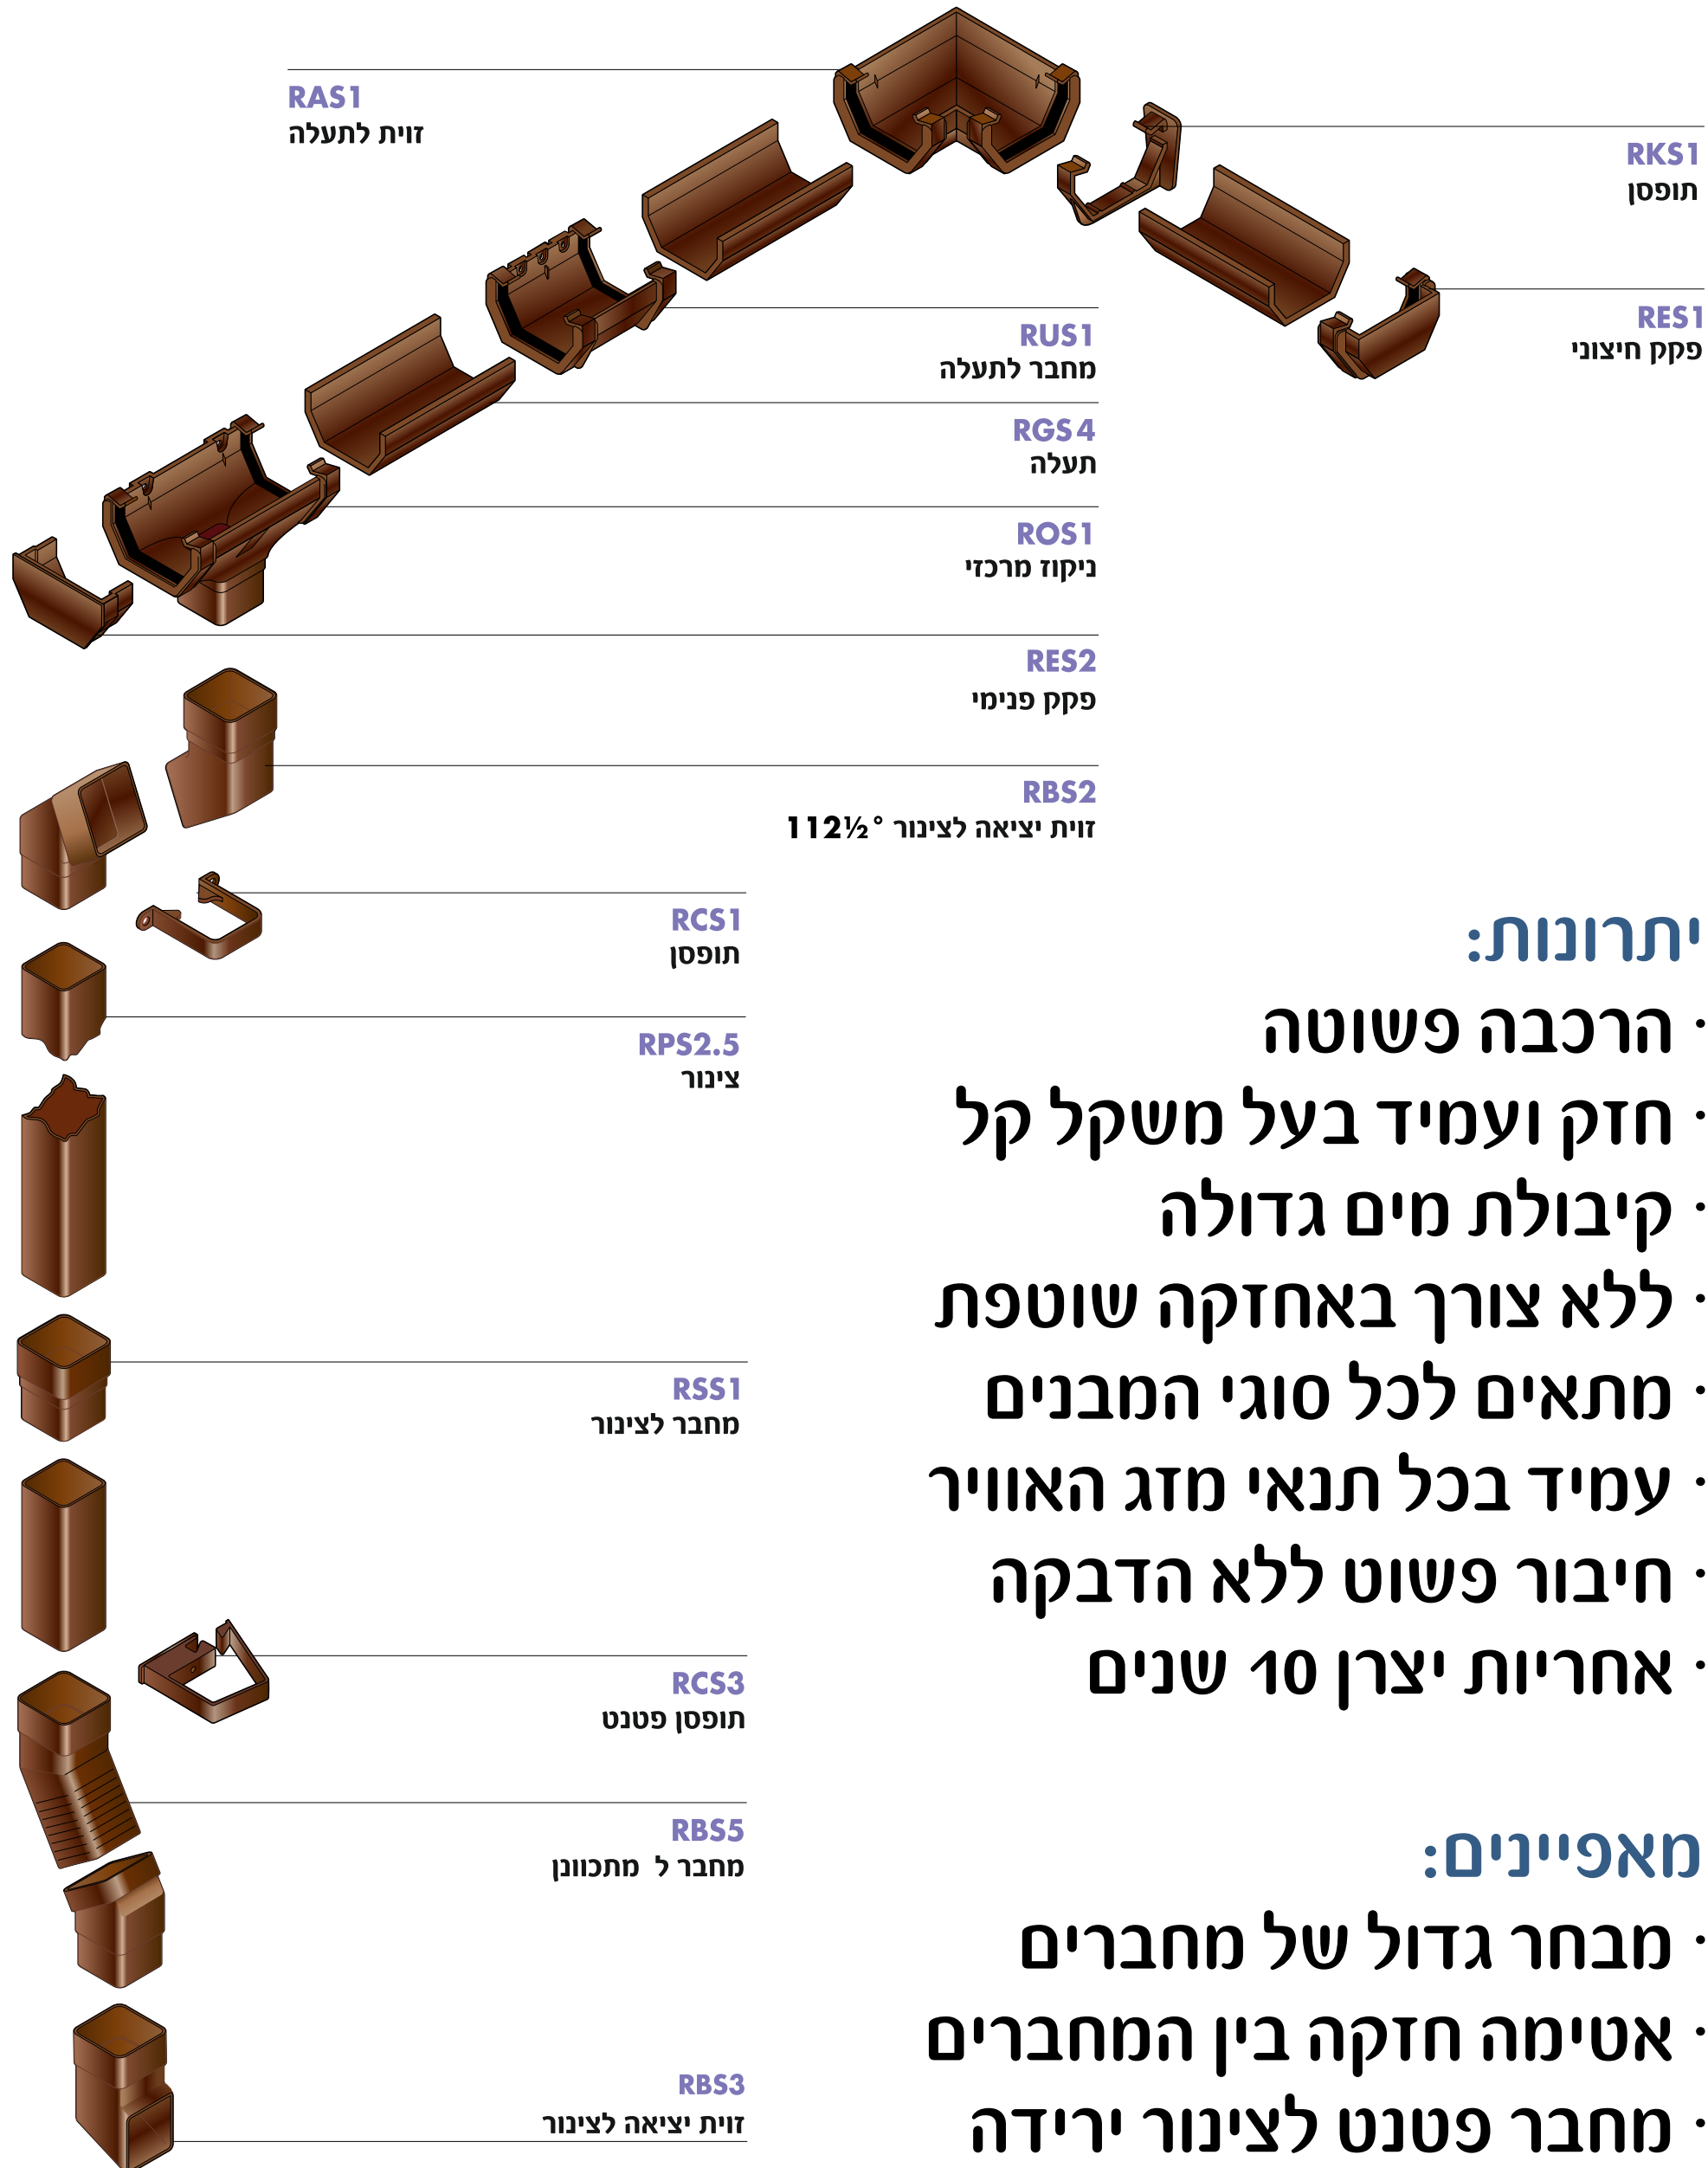 RAS1
זוית לתעלה
RKS1
תופסן
RES1
פקק חיצוני
RUS1
מחבר לתעלה
RGS4
תעלה
ROS1
ניקוז מרכזי
RES2
פקק פנימי
RBS2
זוית יציאה לצינור 112½°
RCS1
תופסן
RPS2.5
צינור
RSS1
מחבר לצינור
RCS3
תופסן פטנט
RBS5
מחבר ל מתכוונן
RBS3
זוית יציאה לצינור
יתרונות:
· הרכבה פשוטה
· חזק ועמיד בעל משקל קל
· קיבולת מים גדולה
· ללא צורך באחזקה שוטפת
· מתאים לכל סוגי המבנים
· עמיד בכל תנאי מזג האוויר
· חיבור פשוט ללא הדבקה
· אחריות יצרן 10 שנים
מאפיינים:
· מבחר גדול של מחברים
· אטימה חזקה בין המחברים
· מחבר פטנט לצינור ירידה